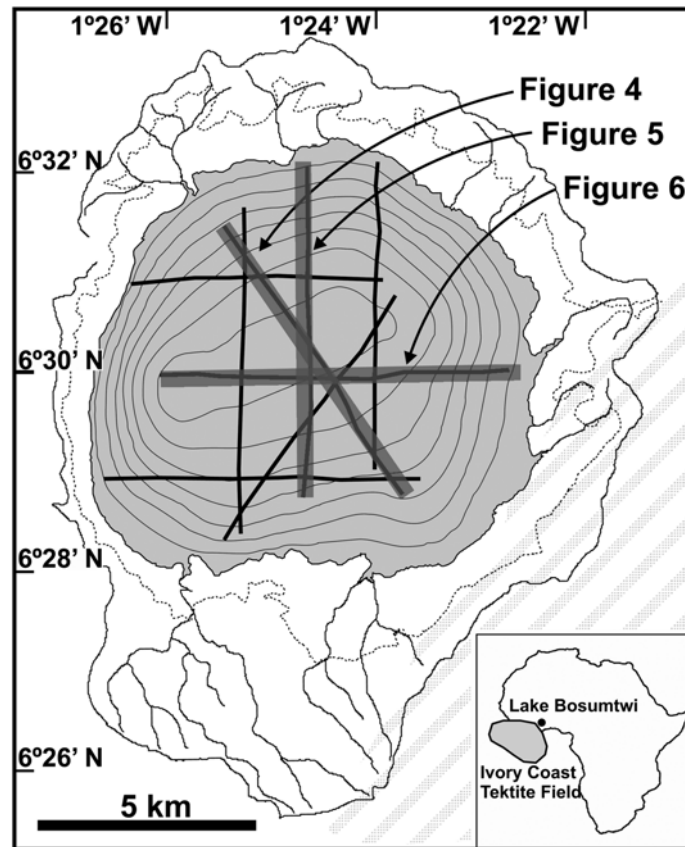 1º26’ W
1º24’ W
1º22’ W
Figure 4
Figure 5
6º32’ N
Figure 6
6º30’ N
6º28’ N
Lake Bosumtwi
6º26’ N
Ivory Coast
Tektite Field
5 km